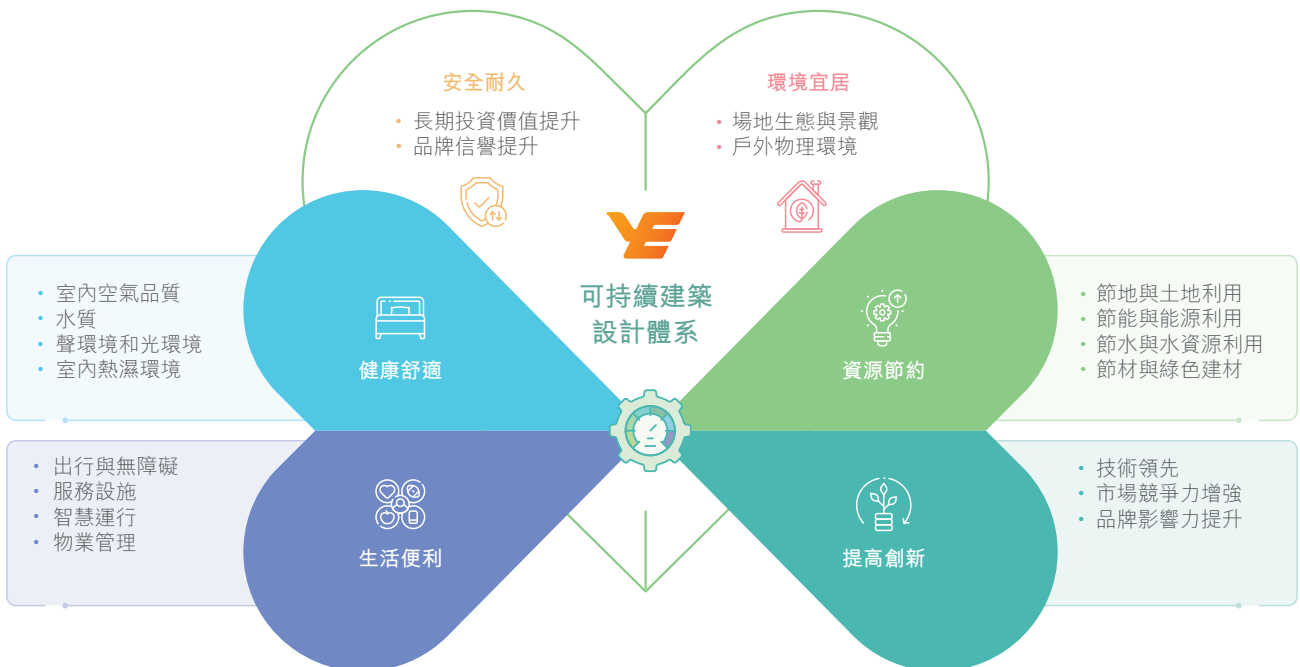 安全耐久
• 長期投資價值提升
• 品牌信譽提升
環境宜居
• 場地生態與景觀
• 戶外物理環境
YE
可持續建築
設計體系
• 室內空氣品質
• 水質
• 聲環境和光環境
• 室內熱濕環境
健康舒適
資源節約
• 節地與土地利用
• 節能與能源利用
• 節水與水資源利用
• 節材與綠色建材
• 出行與無障礙
• 服務設施
• 智慧運行
• 物業管理
生活便利
提高創新
• 技術領先
• 市場競爭力增強
• 品牌影響力提升